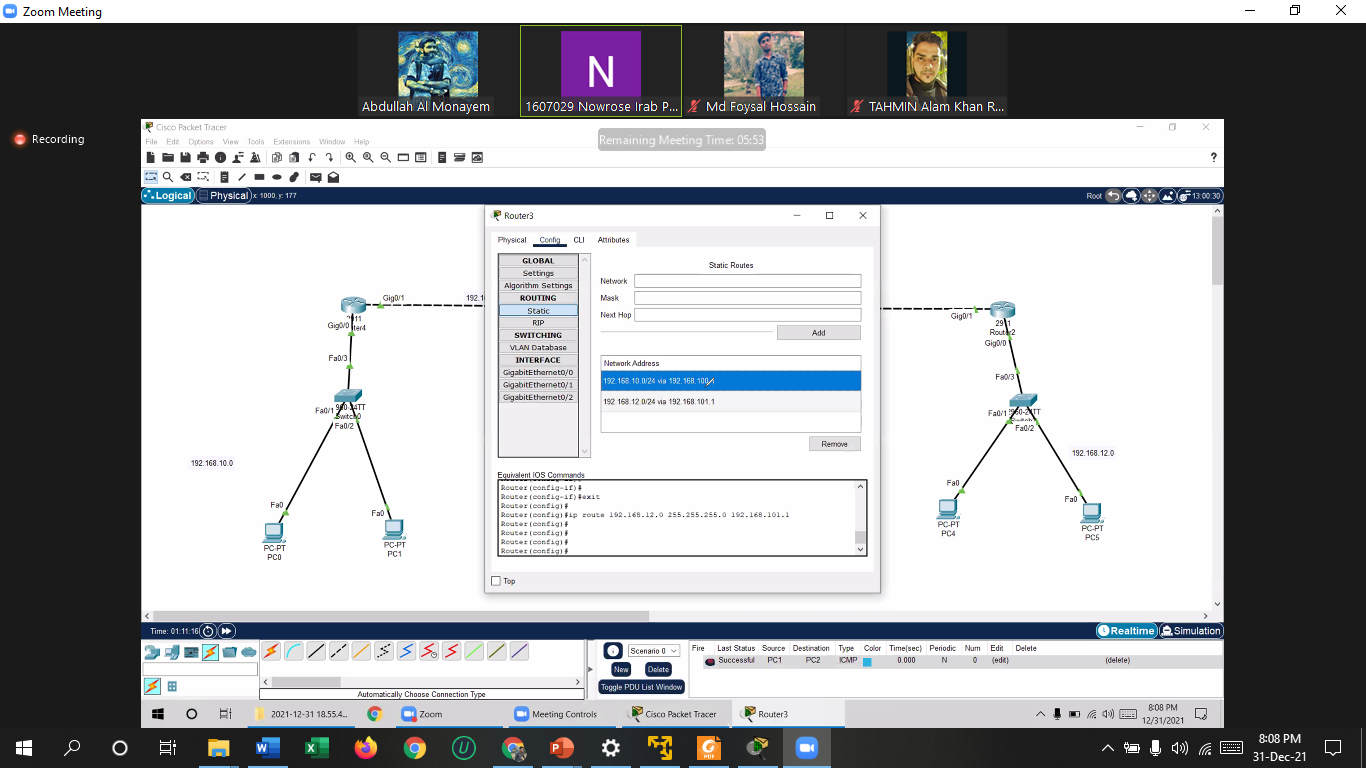 Zoom Meeting
Abdullah Al Monayem
1607029 Nowrose Irab P...
Md Foysal Hossain
TAHMIN Alam Khan R...
Recording
Cisco Packet Tracer
Remaining Meeting Time: 05:53
File Edit Options View Tools Extensions Window Help
?
Logical Physical x: 1000, y: 177
Root 13:00:30
Router3
Physical Config CLI Attributes
GLOBAL
Settings
Algorithm Settings
ROUTING
Static
RIP
SWITCHING
VLAN Database
INTERFACE
GigabitEthernet0/0
GigabitEthernet0/1
GigabitEthernet0/2
Static Routes
Network
Mask
Next Hop
Add
Network Address
192.168.10.0/24 via 192.168.100.1
192.168.12.0/24 via 192.168.101.1
Remove
Equivalent IOS Commands
Router(config-if)#
Router(config-if)#exit
Router(config)#
Router(config)#ip route 192.168.12.0 255.255.255.0 192.168.101.1
Router(config)#
Router(config)#
Router(config)#
Router(config)#
Top
Gig0/1
Gig0/0
Fa0/3
Fa0/1
Fa0/2
192.168.10.0
Fa0
Fa0
PC-PT
PC0
PC-PT
PC1
Gig0/1
2911
Router2
Gig0/0
Fa0/3
Fa0/1
Fa0/2
192.168.12.0
Fa0
Fa0
PC-PT
PC4
PC-PT
PC5
Time: 01:11:16
Realtime Simulation
Automatically Choose Connection Type
Scenario 0
New Delete
Toggle PDU List Window
Fire Last Status Source Destination Type Color Time(sec) Periodic Num Edit Delete
Successful PC1 PC2 ICMP 0.000 N 0 (edit) (delete)
2021-12-31 18.55.4...
Zoom
Meeting Controls
Cisco Packet Tracer
Router3
8:08 PM
12/31/2021
8:08 PM
31-Dec-21